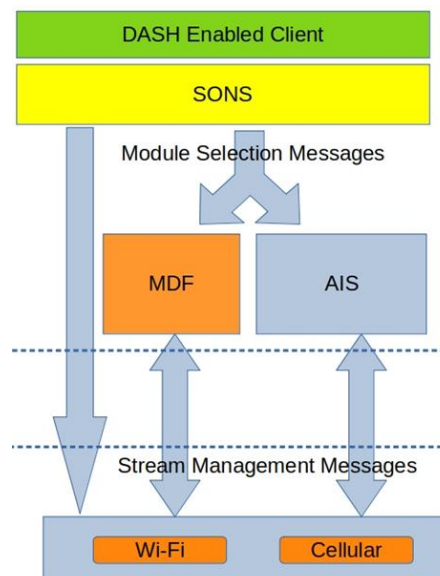 DASH Enabled Client
SONS
Module Selection Messages
MDF
AIS
Stream Management Messages
Wi-Fi
Cellular